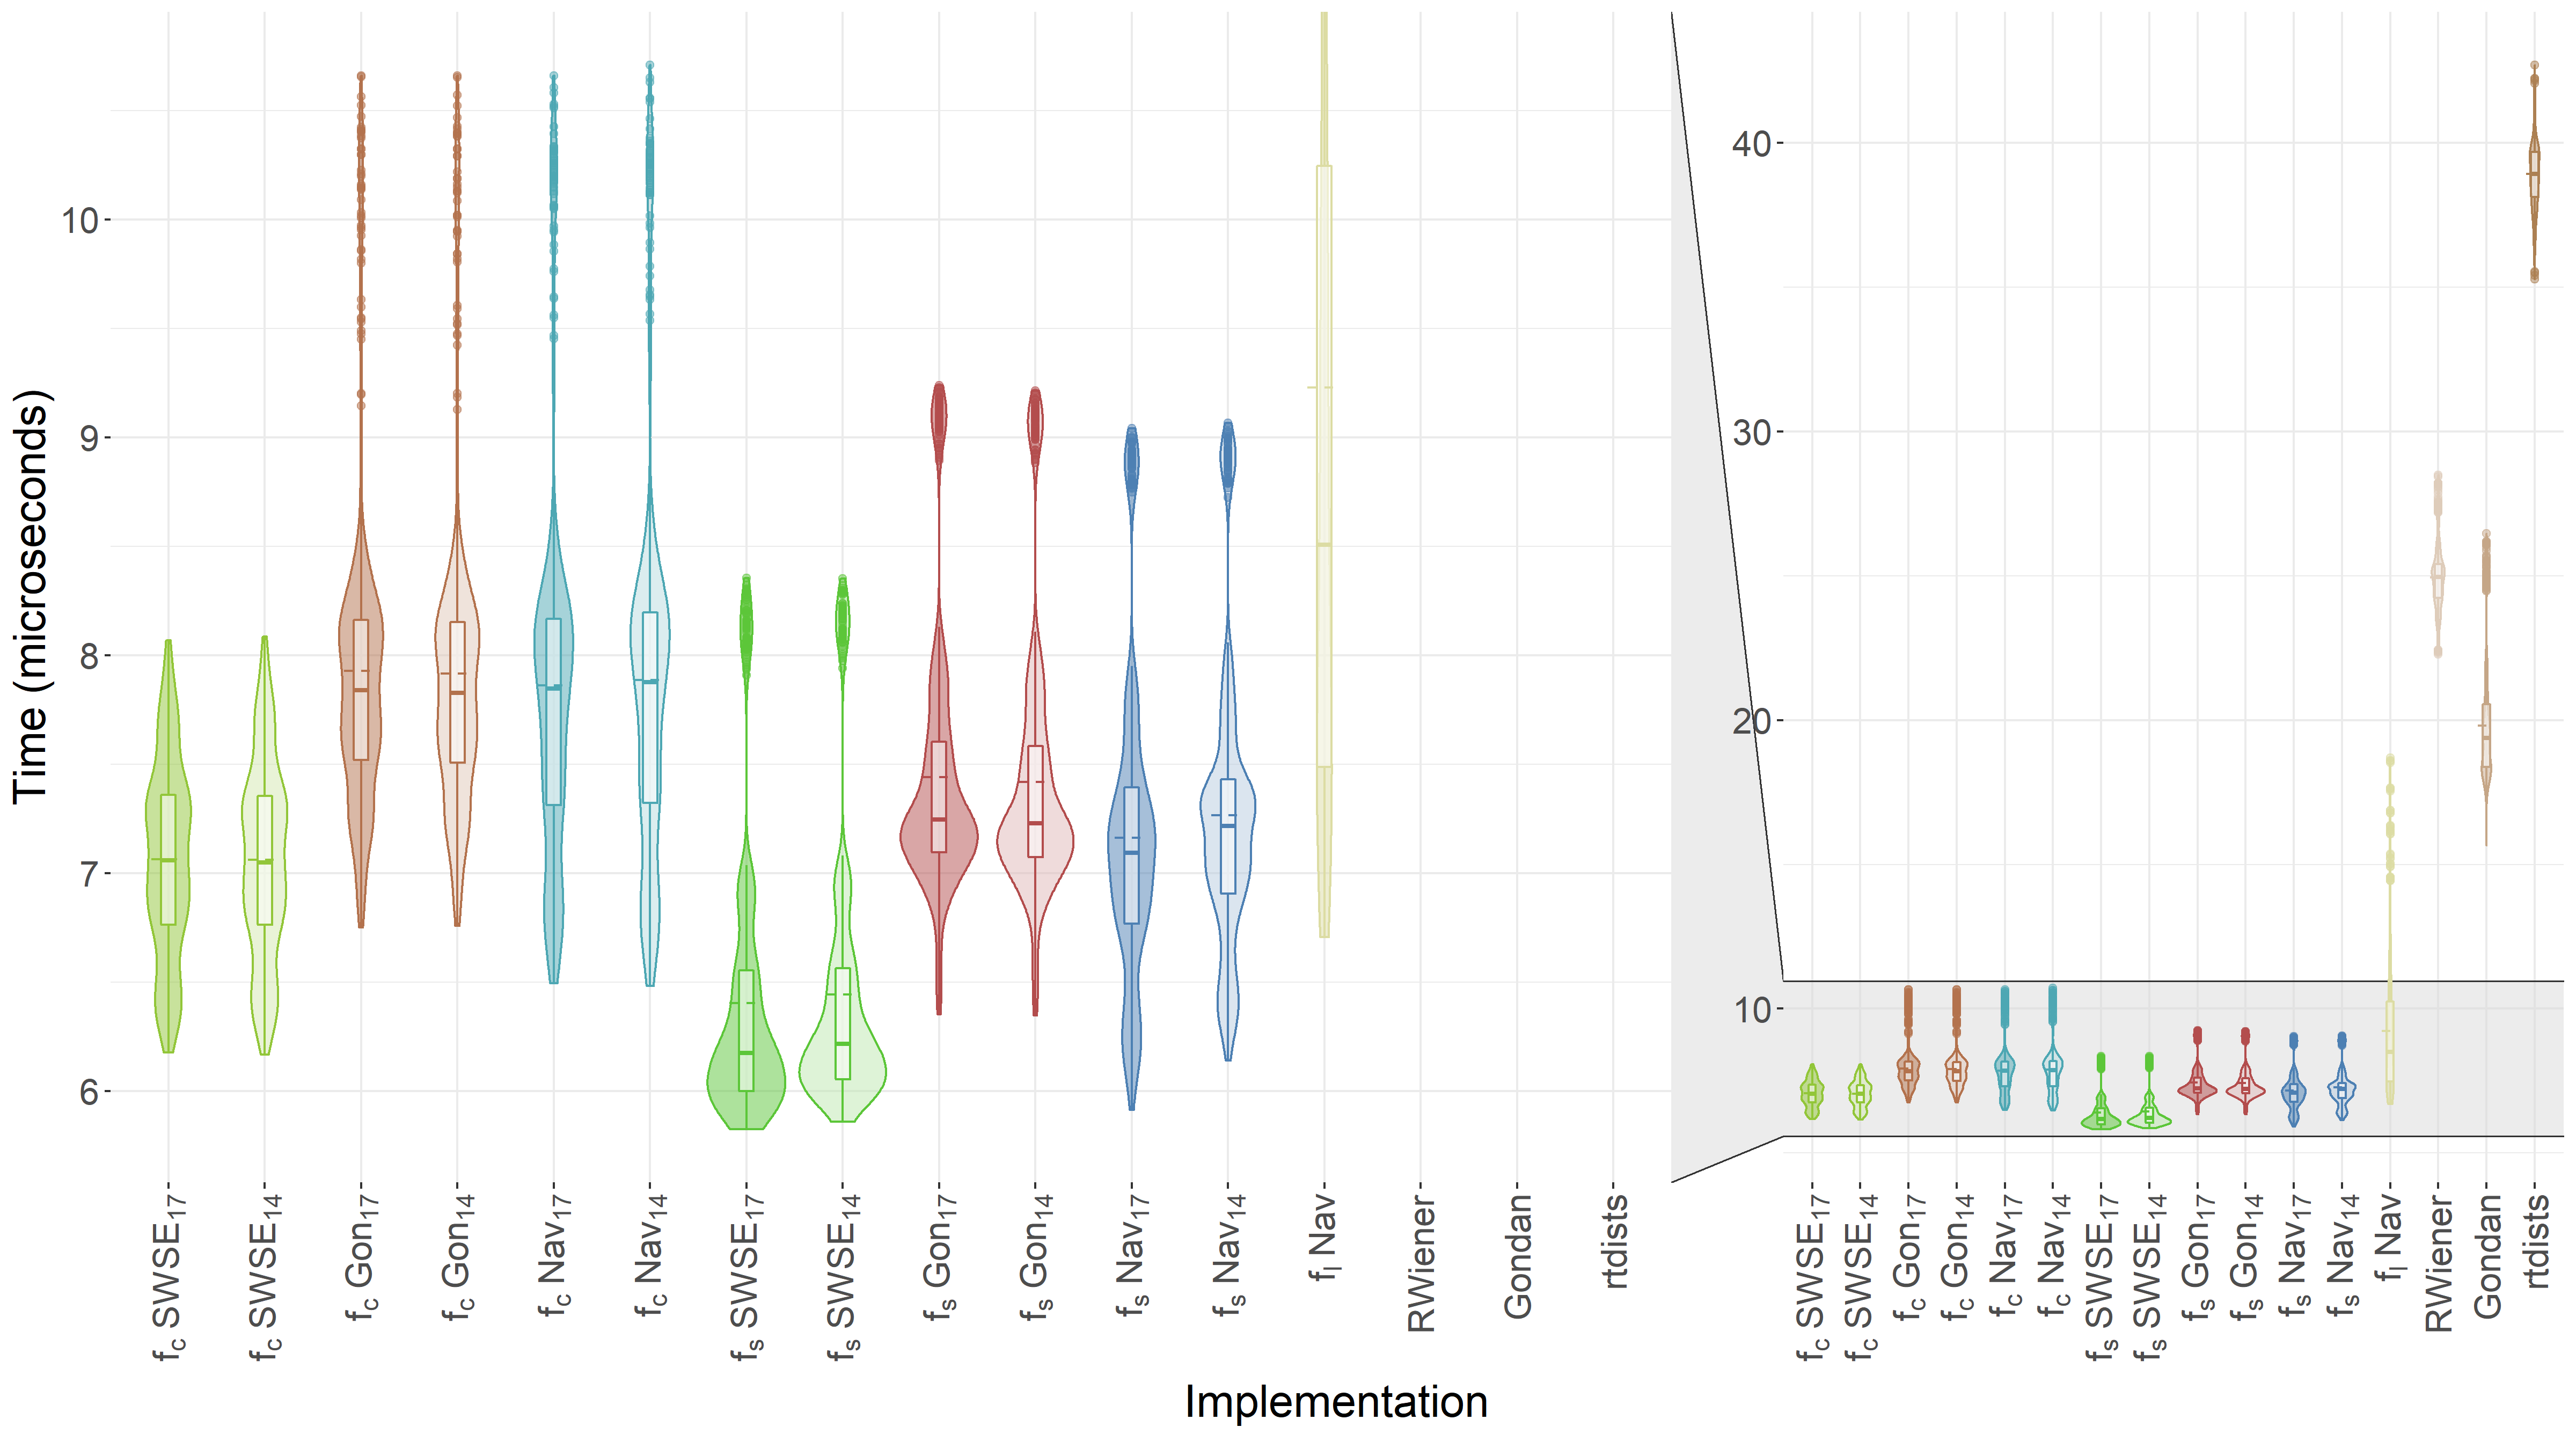 Time (microseconds)
10
9
8
7
6
f_c SWSE_17
f_c SWSE_14
f_c Gon_17
f_c Gon_14
f_c Nav_17
f_c Nav_14
f_s SWSE_17
f_s SWSE_14
f_s Gon_17
f_s Gon_14
f_s Nav_17
f_s Nav_14
f_l Nav
RWiener
Gondan
rtdists
40
30
20
10
f_c SWSE_17
f_c SWSE_14
f_c Gon_17
f_c Gon_14
f_c Nav_17
f_c Nav_14
f_s SWSE_17
f_s SWSE_14
f_s Gon_17
f_s Gon_14
f_s Nav_17
f_s Nav_14
f_l Nav
RWiener
Gondan
rtdists
Implementation